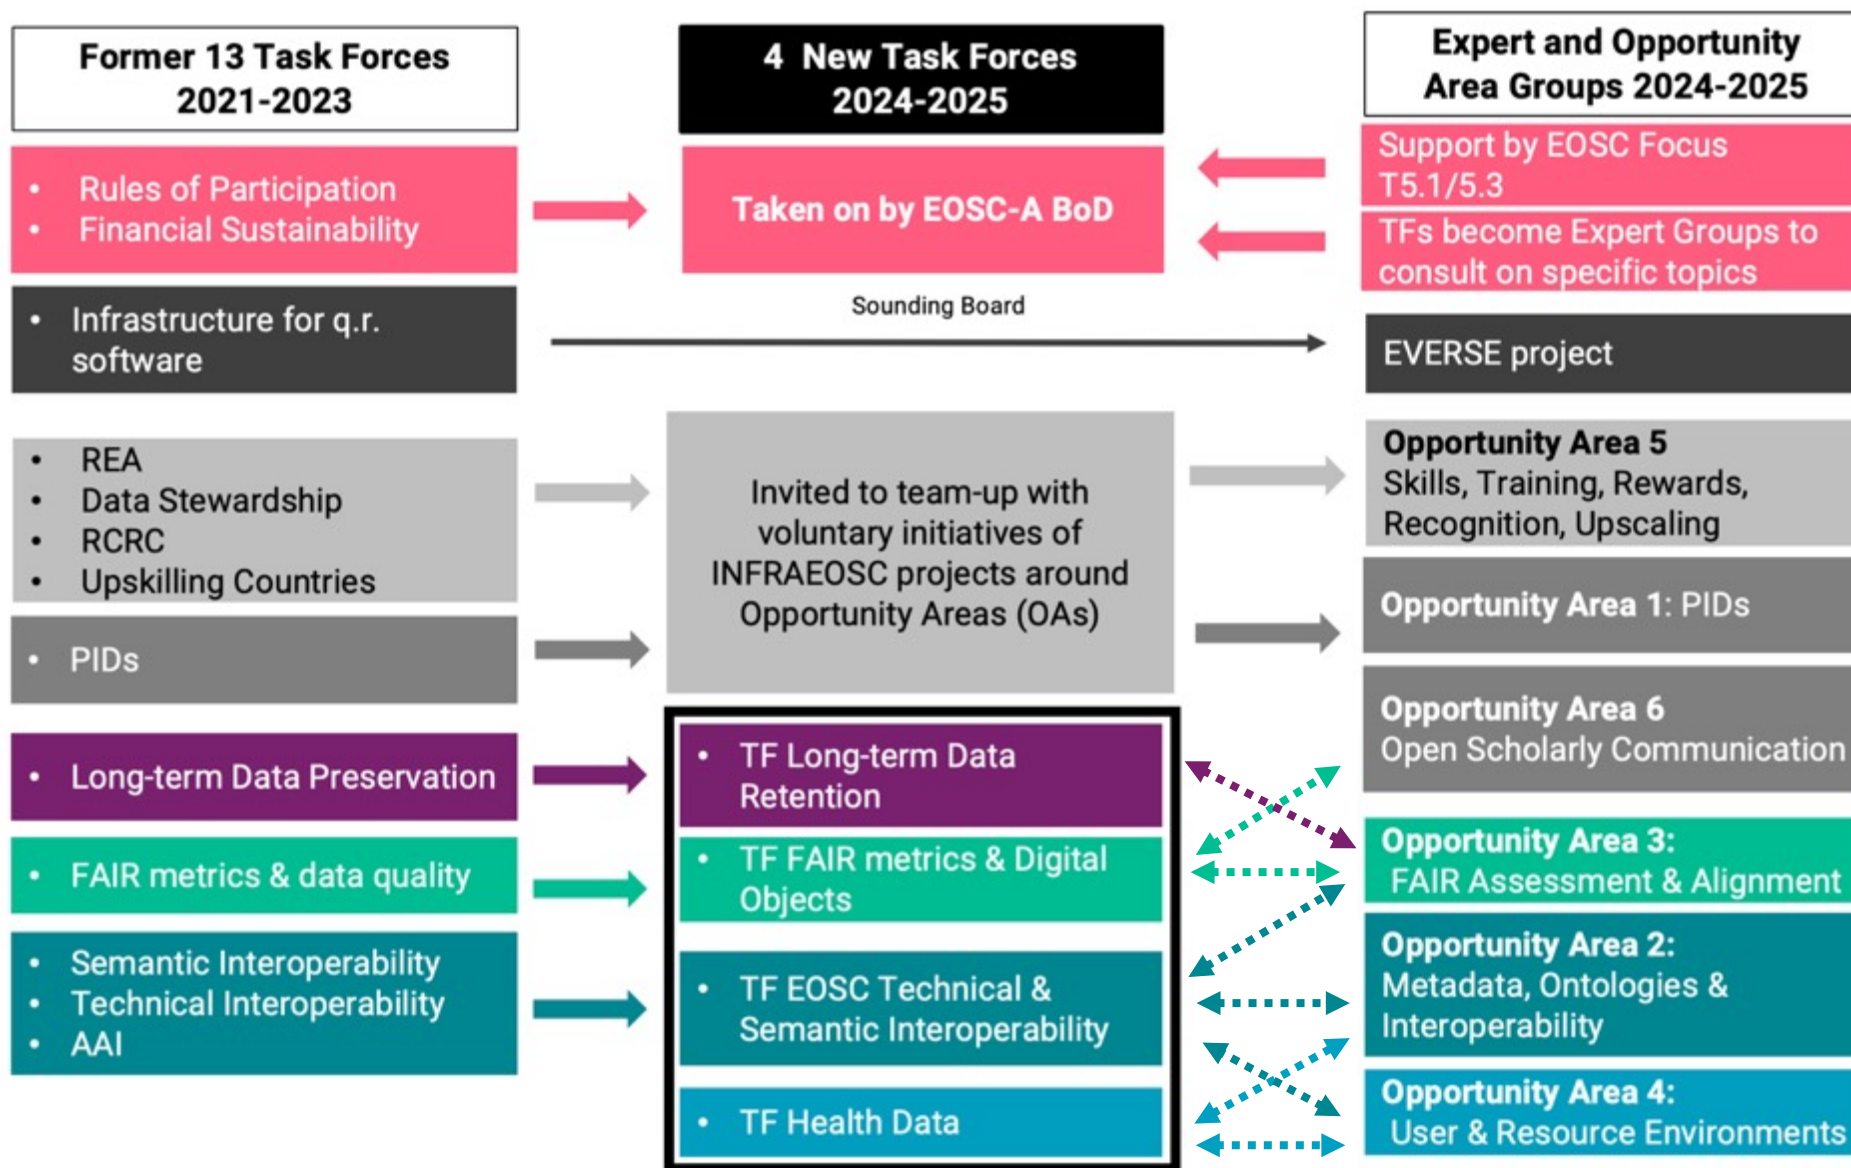 Former 13 Task Forces
2021-2023
4 New Task Forces
2024-2025
Expert and Opportunity
Area Groups 2024-2025
• Rules of Participation
• Financial Sustainability
Taken on by EOSC-A BoD
Support by EOSC Focus
T5.1/5.3
TFs become Expert Groups to
consult on specific topics
• Infrastructure for q.r.
software
Sounding Board
EVERSE project
• REA
• Data Stewardship
• RCRC
• Upskilling Countries
Invited to team-up with
voluntary initiatives of
INFRAEOSC projects around
Opportunity Areas (OAs)
Opportunity Area 5
Skills, Training, Rewards,
Recognition, Upscaling
• PIDs
Opportunity Area 1: PIDs
Opportunity Area 6
Open Scholarly Communication
• Long-term Data Preservation
• TF Long-term Data
Retention
• FAIR metrics & data quality
• TF FAIR metrics & Digital
Objects
Opportunity Area 3:
FAIR Assessment & Alignment
• Semantic Interoperability
• Technical Interoperability
• AAI
• TF EOSC Technical &
Semantic Interoperability
Opportunity Area 2:
Metadata, Ontologies &
Interoperability
• TF Health Data
Opportunity Area 4:
User & Resource Environments